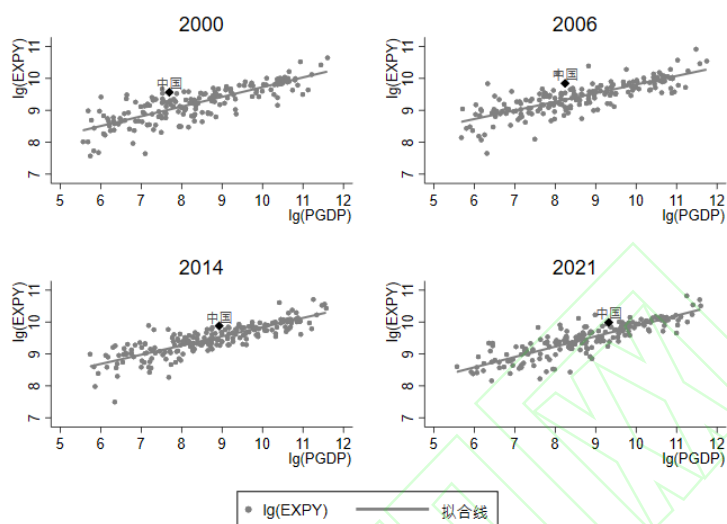 2000
lg(EXPY)
7 8 9 10 11
中国
5 6 7 8 9 10 11 12
lg(PGDP)
2006
lg(EXPY)
7 8 9 10 11
中国
5 6 7 8 9 10 11 12
lg(PGDP)
2014
lg(EXPY)
7 8 9 10 11
中国
5 6 7 8 9 10 11 12
lg(PGDP)
2021
lg(EXPY)
7 8 9 10 11
中国
5 6 7 8 9 10 11 12
lg(PGDP)
lg(EXPY) 拟合线